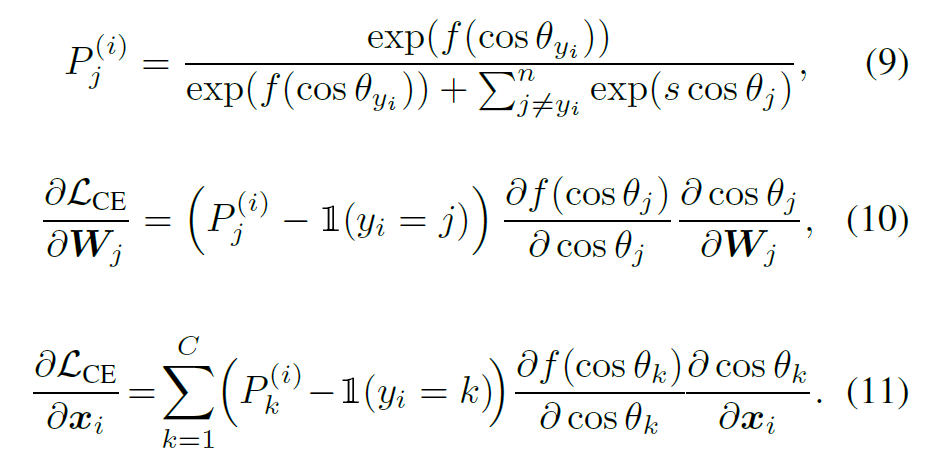 $$P_j^{(i)} = \frac{\exp(f(\cos\theta_{y_i}))}{\exp(f(\cos\theta_{y_i})) + \sum_{j \neq y_i}^{n} \exp(s\cos\theta_j)}, \quad (9)$$
$$\frac{\partial \mathcal{L}_{\text{CE}}}{\partial \boldsymbol{W}_j} = \left(P_j^{(i)} - \mathbb{1}(y_i = j)\right) \frac{\partial f(\cos\theta_j)}{\partial \cos\theta_j} \frac{\partial \cos\theta_j}{\partial \boldsymbol{W}_j}, \quad (10)$$
$$\frac{\partial \mathcal{L}_{\text{CE}}}{\partial \boldsymbol{x}_i} = \sum_{k=1}^{C} \left(P_k^{(i)} - \mathbb{1}(y_i = k)\right) \frac{\partial f(\cos\theta_k)}{\partial \cos\theta_k} \frac{\partial \cos\theta_k}{\partial \boldsymbol{x}_i}. \quad (11)$$